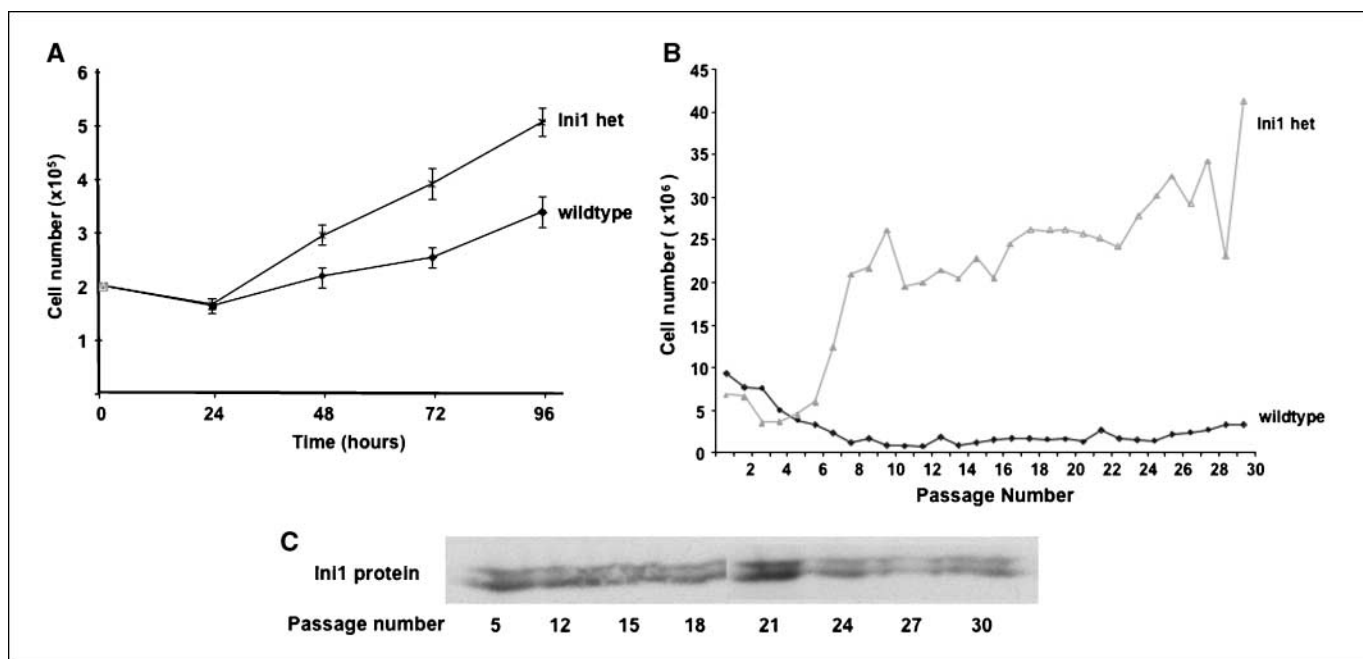 A
Cell number (x10⁵)
6
5
4
3
2
1
0 24 48 72 96
Time (hours)
Ini1 het
wildtype
B
Cell number ( x10⁶)
45
40
35
30
25
20
15
10
5
0
2 4 6 8 10 12 14 16 18 20 22 24 26 28 30
Passage Number
Ini1 het
wildtype
C
Ini1 protein
Passage number 5 12 15 18 21 24 27 30